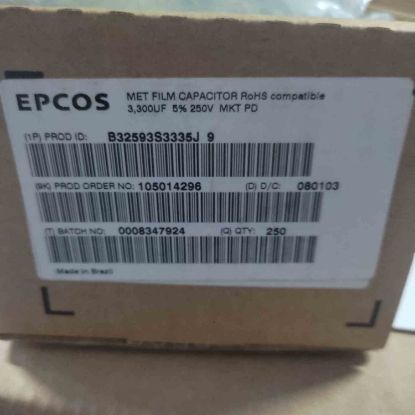 EPCOS
MET FILM CAPACITOR RoHS compatible
3,300UF 5% 250V MKT PD
(1P) PROD ID: B32593S3335J 9
(9K) PROD ORDER NO: 105014296 (D) D/C: 080103
(T) BATCH NO: 0008347924 (Q) QTY: 250
Made in Brazil